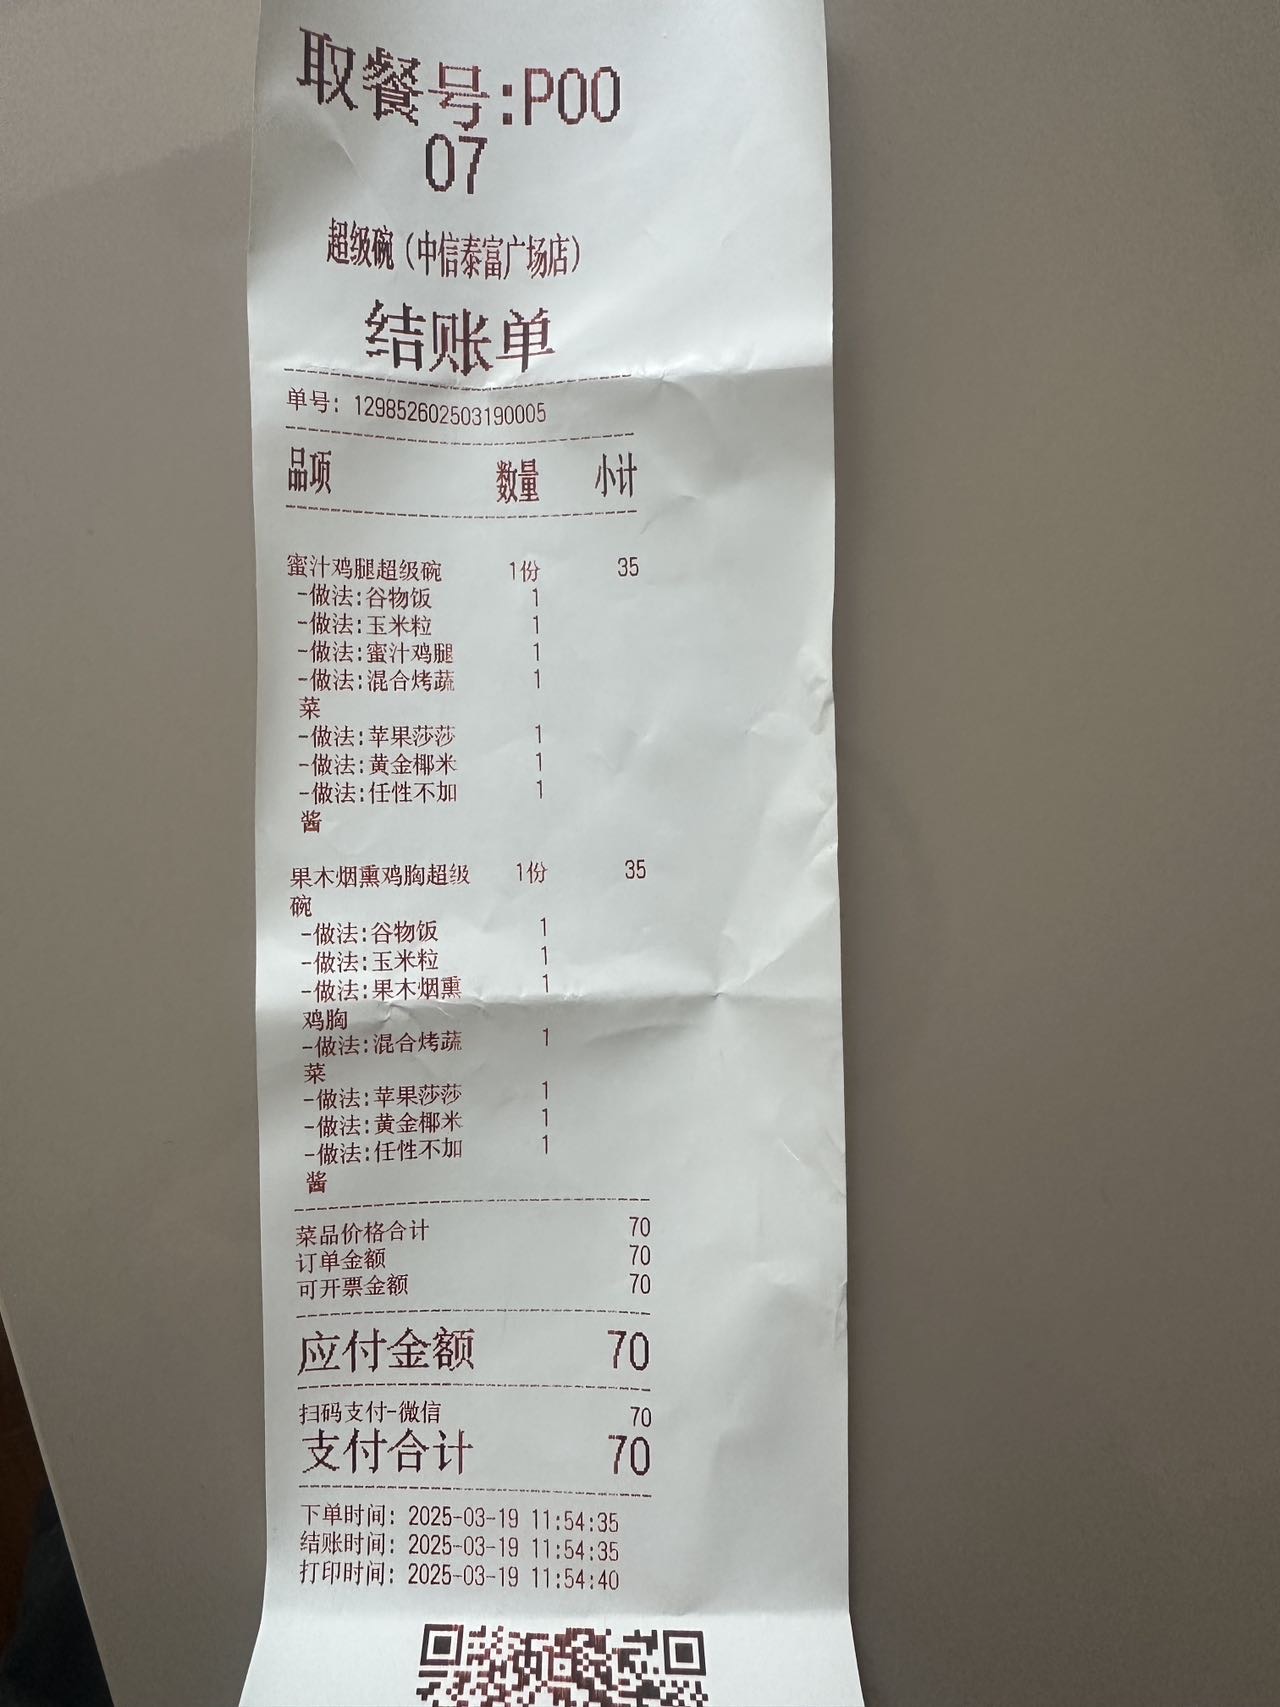 取餐号:P00
07
超级碗(中信泰富广场店)
结账单
单号: 129852602503190005
品项 数量 小计
蜜汁鸡腿超级碗 1份 35
-做法:谷物饭 1
-做法:玉米粒 1
-做法:蜜汁鸡腿 1
-做法:混合烤蔬 1
菜
-做法:苹果莎莎 1
-做法:黄金椰米 1
-做法:任性不加 1
酱
果木烟熏鸡胸超级 1份 35
碗
-做法:谷物饭 1
-做法:玉米粒 1
-做法:果木烟熏 1
鸡胸
-做法:混合烤蔬 1
菜
-做法:苹果莎莎 1
-做法:黄金椰米 1
-做法:任性不加 1
酱
菜品价格合计 70
订单金额 70
可开票金额 70
应付金额 70
扫码支付-微信 70
支付合计 70
下单时间: 2025-03-19 11:54:35
结账时间: 2025-03-19 11:54:35
打印时间: 2025-03-19 11:54:40